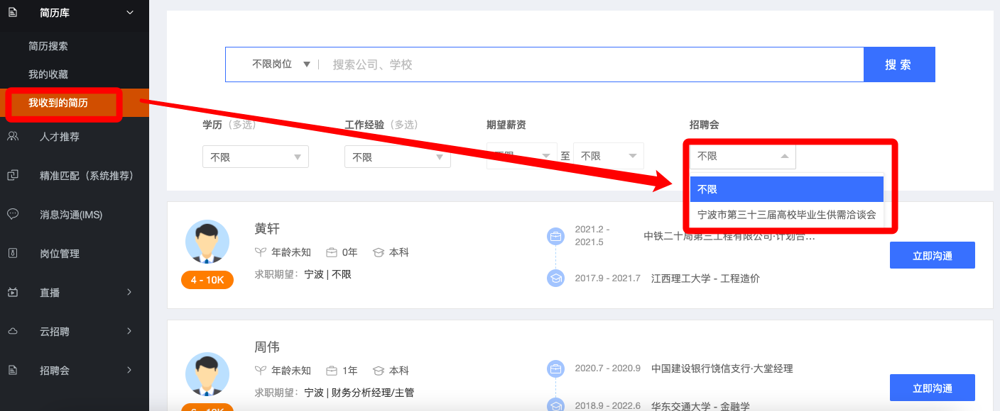 简历库
简历搜索
我的收藏
我收到的简历
人才推荐
精准匹配（系统推荐）
消息沟通(IMS)
岗位管理
直播
云招聘
招聘会
不限岗位 ▼ | 搜索公司、学校
搜 索
学历（多选）
工作经验（多选）
期望薪资
招聘会
不限
不限
不限 至 不限
不限
不限
宁波市第三十三届高校毕业生供需洽谈会
黄轩
年龄未知 0年 本科
求职期望：宁波 | 不限
4 - 10K
2021.2 -
2021.5
中铁二十局第三工程有限公司·计划合…
2017.9 - 2021.7 江西理工大学 - 工程造价
立即沟通
周伟
年龄未知 1年 本科
求职期望：宁波 | 财务分析经理/主管
2020.7 - 2020.9 中国建设银行饶信支行·大堂经理
2018.9 - 2022.6 华东交通大学 - 金融学
立即沟通